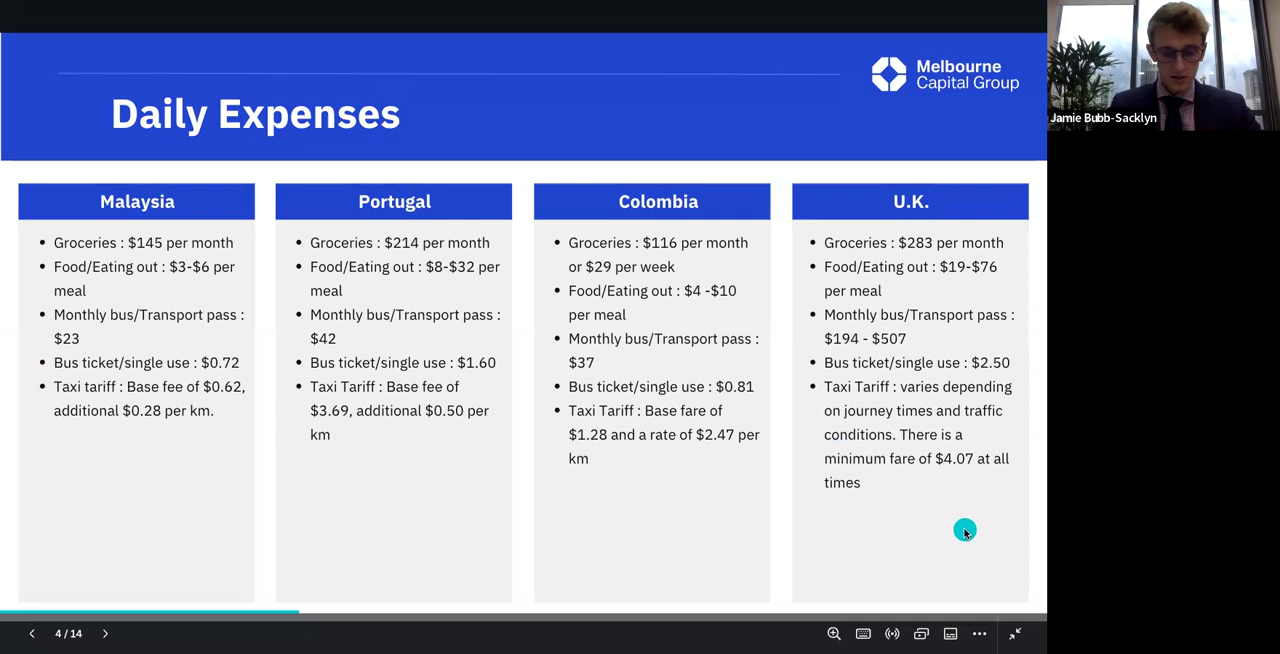 Melbourne
Capital Group
Daily Expenses
Jamie Bubb-Sacklyn
Malaysia
• Groceries : $145 per month
• Food/Eating out : $3-$6 per
meal
• Monthly bus/Transport pass :
$23
• Bus ticket/single use : $0.72
• Taxi tariff : Base fee of $0.62,
additional $0.28 per km.
Portugal
• Groceries : $214 per month
• Food/Eating out : $8-$32 per
meal
• Monthly bus/Transport pass :
$42
• Bus ticket/single use : $1.60
• Taxi Tariff : Base fee of
$3.69, additional $0.50 per
km
Colombia
• Groceries : $116 per month
or $29 per week
• Food/Eating out : $4 -$10
per meal
• Monthly bus/Transport pass :
$37
• Bus ticket/single use : $0.81
• Taxi Tariff : Base fare of
$1.28 and a rate of $2.47 per
km
U.K.
• Groceries : $283 per month
• Food/Eating out : $19-$76
per meal
• Monthly bus/Transport pass :
$194 - $507
• Bus ticket/single use : $2.50
• Taxi Tariff : varies depending
on journey times and traffic
conditions. There is a
minimum fare of $4.07 at all
times
4 / 14